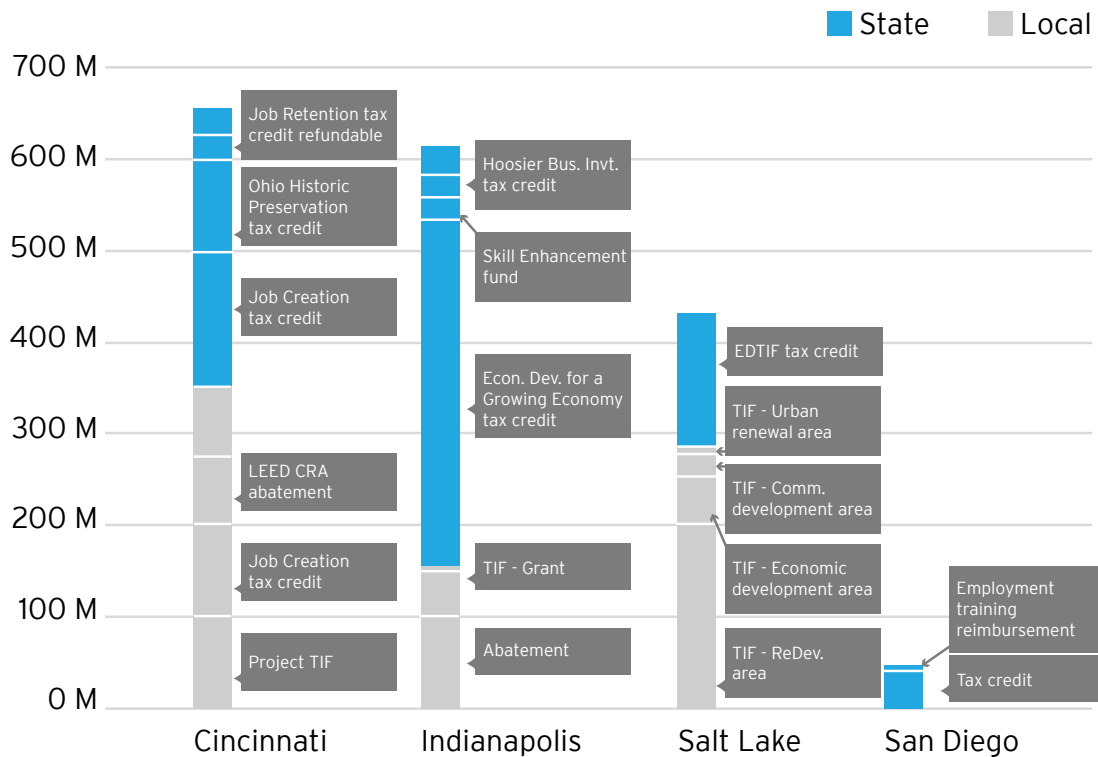 State
Local
700 M
600 M
500 M
400 M
300 M
200 M
100 M
0 M
Job Retention tax
credit refundable
Ohio Historic
Preservation
tax credit
Job Creation
tax credit
LEED CRA
abatement
Job Creation
tax credit
Project TIF
Hoosier Bus. Invt.
tax credit
Skill Enhancement
fund
Econ. Dev. for a
Growing Economy
tax credit
TIF - Grant
Abatement
EDTIF tax credit
TIF - Urban
renewal area
TIF - Comm.
development area
TIF - Economic
development area
TIF - ReDev.
area
Employment
training
reimbursement
Tax credit
Cincinnati
Indianapolis
Salt Lake
San Diego